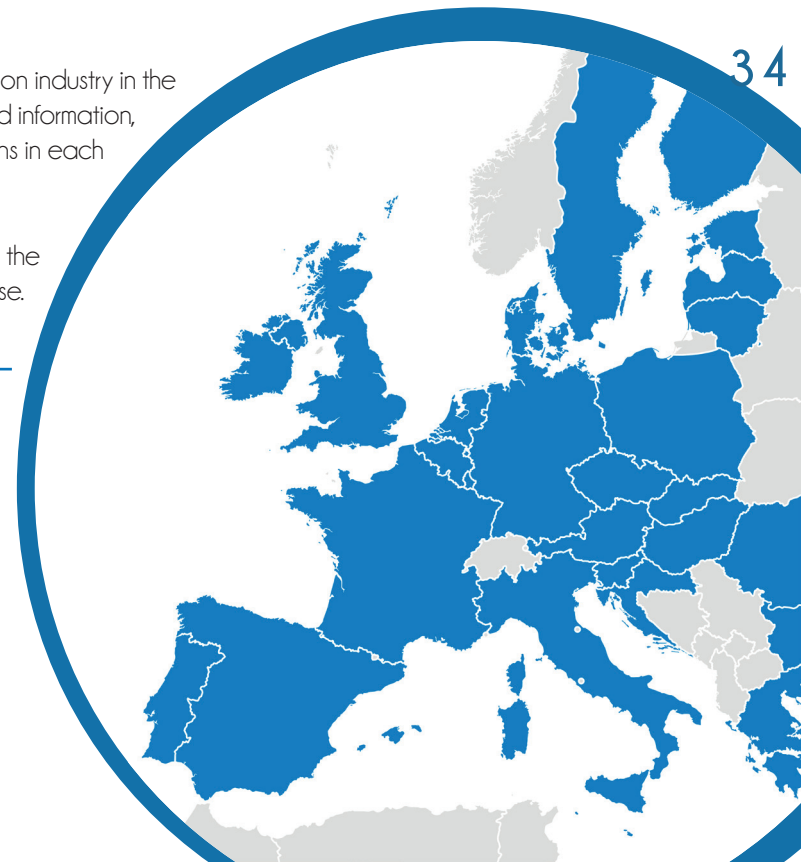 34
on industry in the
d information,
ns in each
the
se.